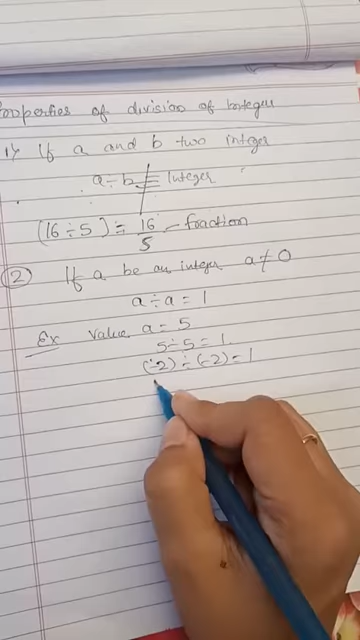 Properties of division of Integer
1) If a and b two integer
a ÷ b ≠ Integer
(16 ÷ 5) = 16/5 – fraction
② If a be an integer a ≠ 0
a ÷ a = 1
Ex value a = 5
5 ÷ 5 = 1
(-2) ÷ (-2) = 1